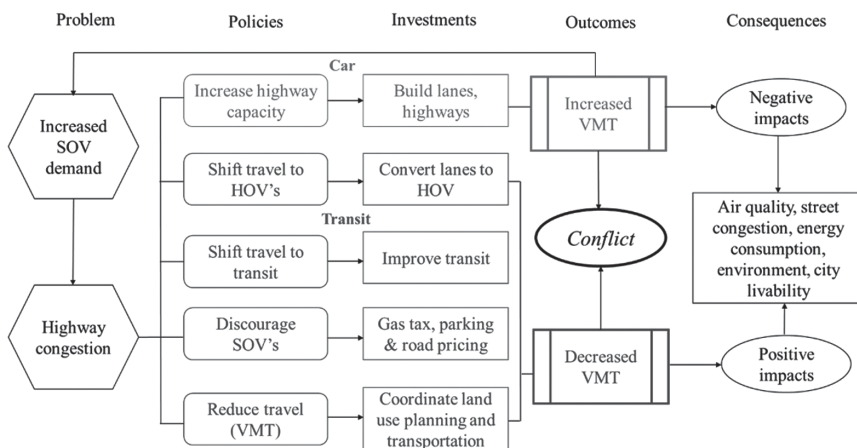 Problem
Policies
Investments
Outcomes
Consequences
Car
Increased
SOV
demand
Increase highway
capacity
Build lanes,
highways
Increased
VMT
Negative
impacts
Shift travel to
HOV's
Convert lanes to
HOV
Transit
Conflict
Air quality, street
congestion, energy
consumption,
environment, city
livability
Shift travel to
transit
Improve transit
Highway
congestion
Discourage
SOV's
Gas tax, parking
& road pricing
Decreased
VMT
Positive
impacts
Reduce travel
(VMT)
Coordinate land
use planning and
transportation